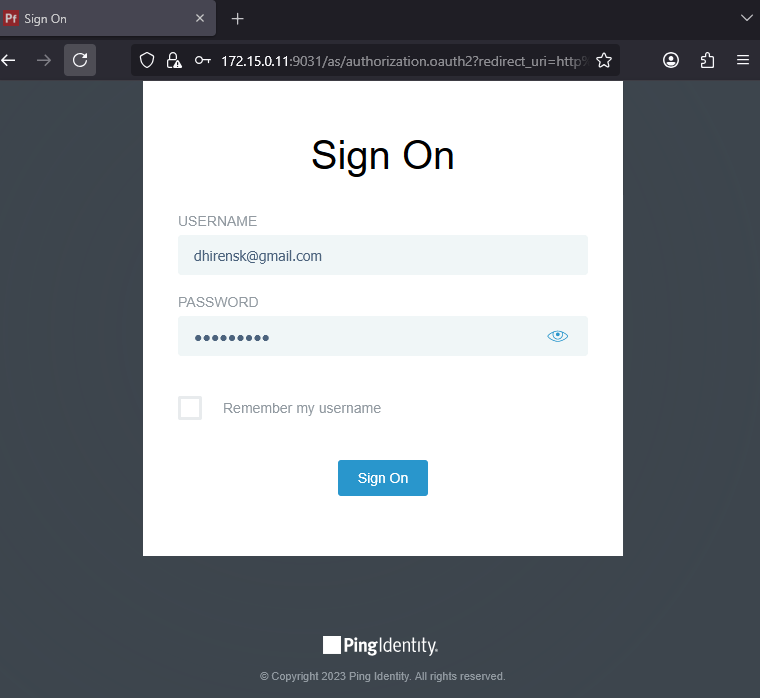 Pf Sign On
172.15.0.11:9031/as/authorization.oauth2?redirect_uri=http%
Sign On
USERNAME
dhirensk@gmail.com
PASSWORD
Remember my username
Sign On
PingIdentity.
© Copyright 2023 Ping Identity. All rights reserved.